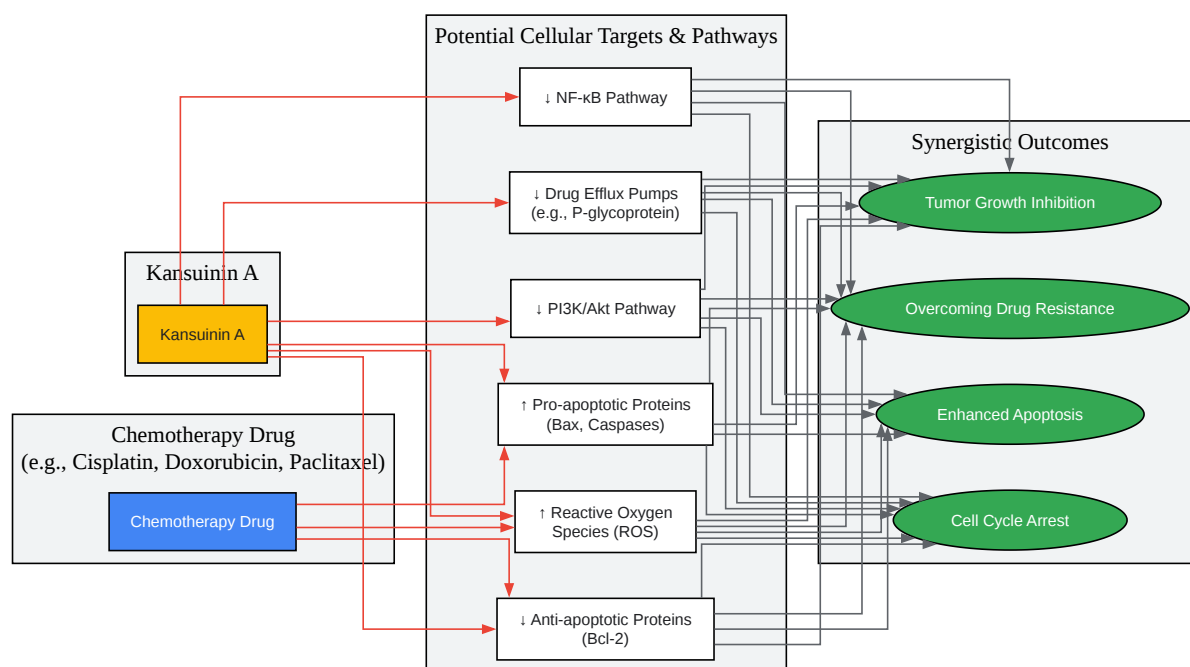 Potential Cellular Targets & Pathways
↓ NF-κB Pathway
↓ Drug Efflux Pumps
(e.g., P-glycoprotein)
↓ PI3K/Akt Pathway
↑ Pro-apoptotic Proteins
(Bax, Caspases)
↑ Reactive Oxygen
Species (ROS)
↓ Anti-apoptotic Proteins
(Bcl-2)
Kansuinin A
Kansuinin A
Chemotherapy Drug
(e.g., Cisplatin, Doxorubicin, Paclitaxel)
Chemotherapy Drug
Synergistic Outcomes
Tumor Growth Inhibition
Overcoming Drug Resistance
Enhanced Apoptosis
Cell Cycle Arrest